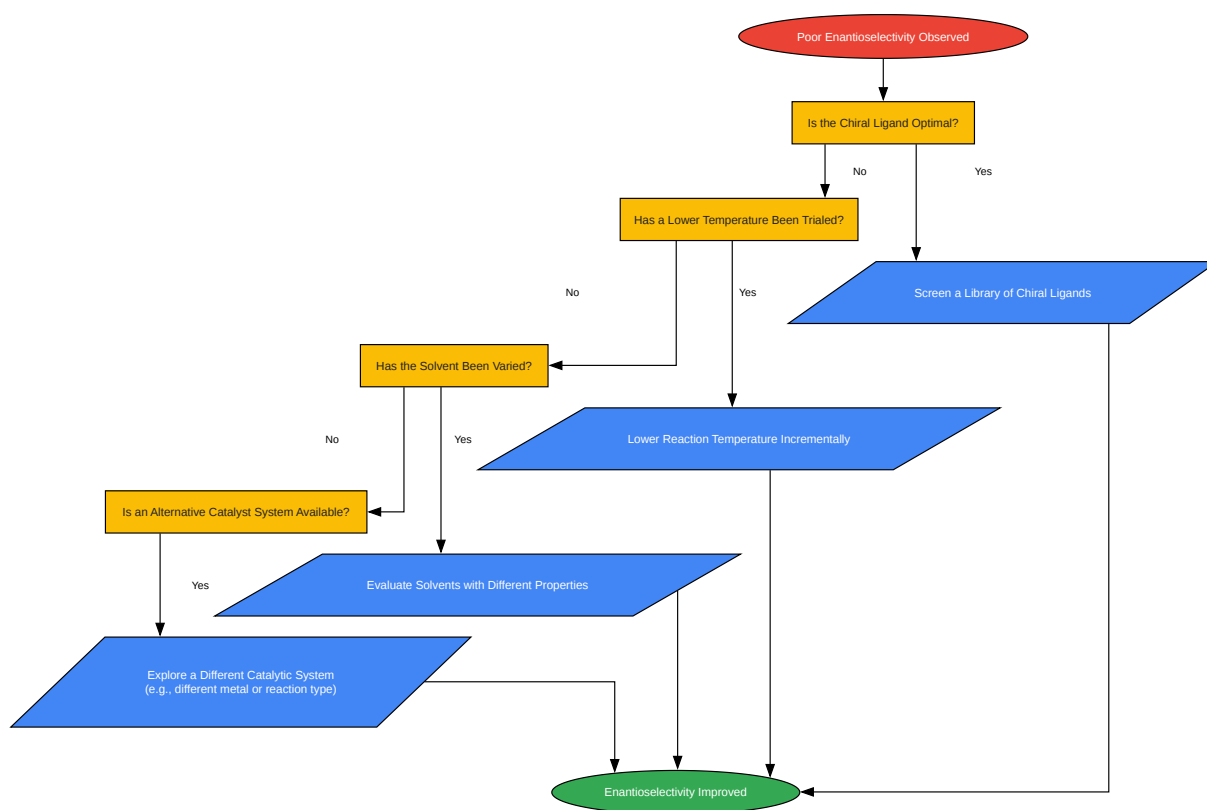 Poor Enantioselectivity Observed
Is the Chiral Ligand Optimal?
No
Yes
Has a Lower Temperature Been Trialed?
No
Yes
Screen a Library of Chiral Ligands
Has the Solvent Been Varied?
No
Yes
Lower Reaction Temperature Incrementally
Is an Alternative Catalyst System Available?
Yes
Evaluate Solvents with Different Properties
Explore a Different Catalytic System
(e.g., different metal or reaction type)
Enantioselectivity Improved